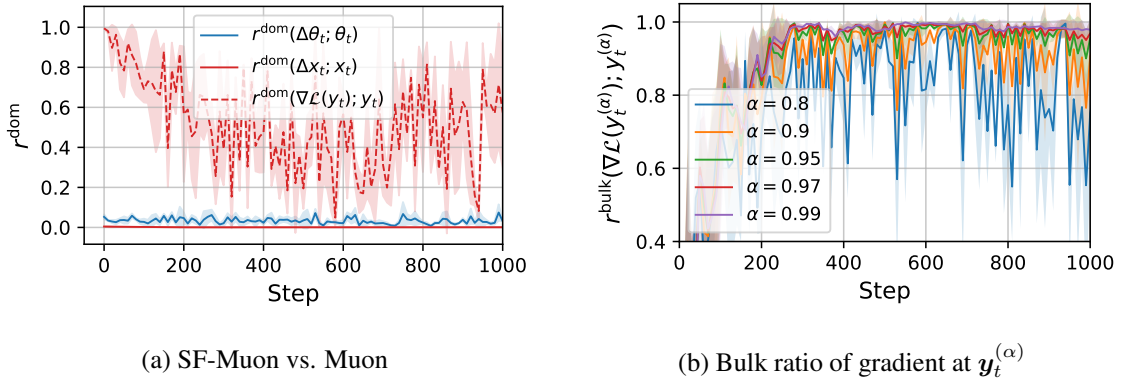 1.0
0.8
0.6
0.4
0.2
0.0
r^dom
r^dom(Δθ_t; θ_t)
r^dom(Δx_t; x_t)
r^dom(∇ℒ(y_t); y_t)
0 200 400 600 800 1000
Step
(a) SF-Muon vs. Muon
1.0
0.8
0.6
0.4
r^bulk(∇ℒ(y_t^(α)); y_t^(α))
α = 0.8
α = 0.9
α = 0.95
α = 0.97
α = 0.99
0 200 400 600 800 1000
Step
(b) Bulk ratio of gradient at y_t^(α)